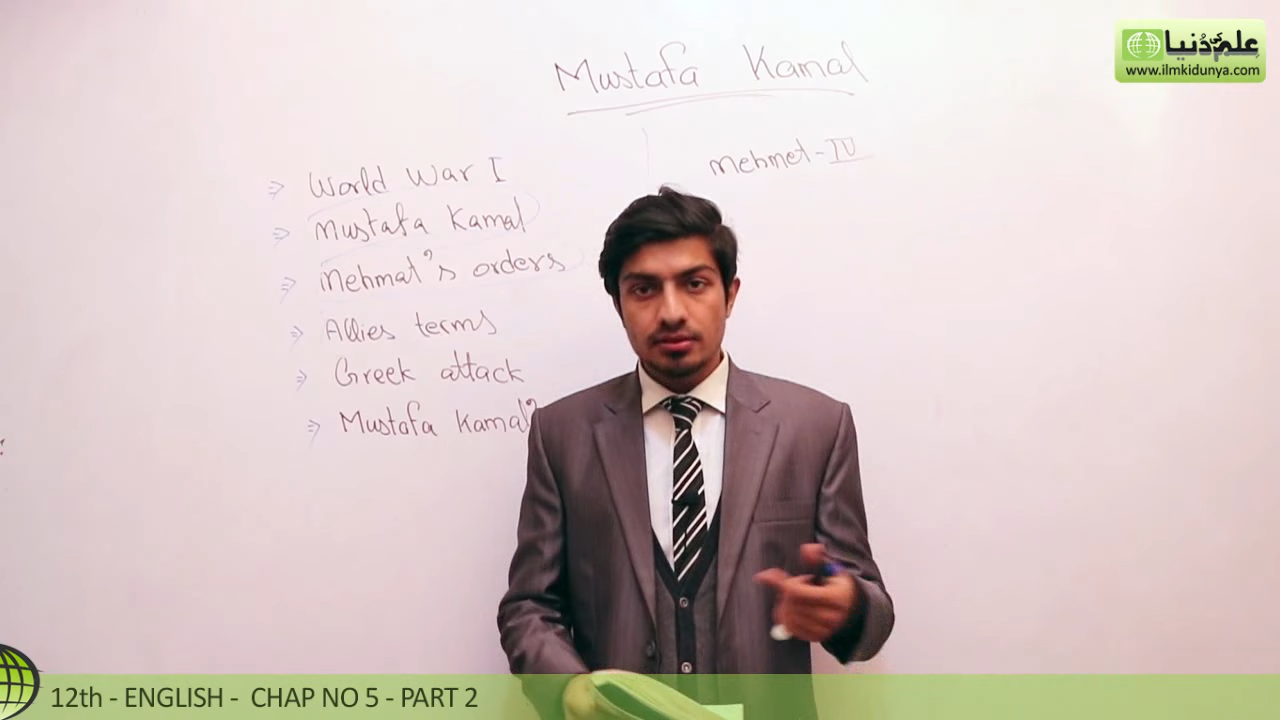 علم کی دُنیا
www.ilmkidunya.com
Mustafa Kamal
Mehmet - IV
⇒ World War I
⇒ Mustafa Kamal
⇒ Mehmat's orders
⇒ Allies terms
⇒ Greek attack
⇒ Mustafa Kamal?
12th - ENGLISH - CHAP NO 5 - PART 2